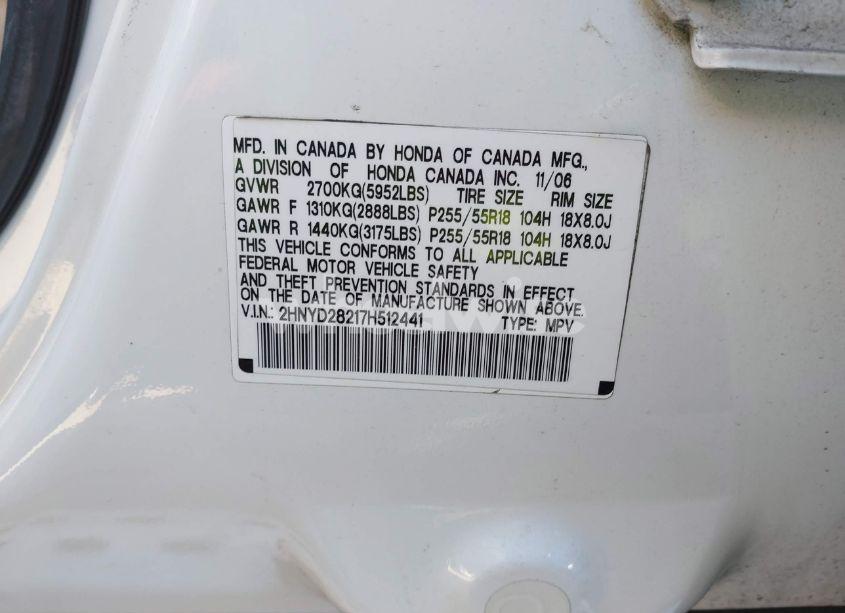 MFD. IN CANADA BY HONDA OF CANADA MFG.,
A DIVISION OF HONDA CANADA INC. 11/06
GVWR 2700KG(5952LBS) TIRE SIZE RIM SIZE
GAWR F 1310KG(2888LBS) P255/55R18 104H 18X8.0J
GAWR R 1440KG(3175LBS) P255/55R18 104H 18X8.0J
THIS VEHICLE CONFORMS TO ALL APPLICABLE
FEDERAL MOTOR VEHICLE SAFETY
AND THEFT PREVENTION STANDARDS IN EFFECT
ON THE DATE OF MANUFACTURE SHOWN ABOVE.
V.I.N.: 2HNYD28217H512441 TYPE: MPV